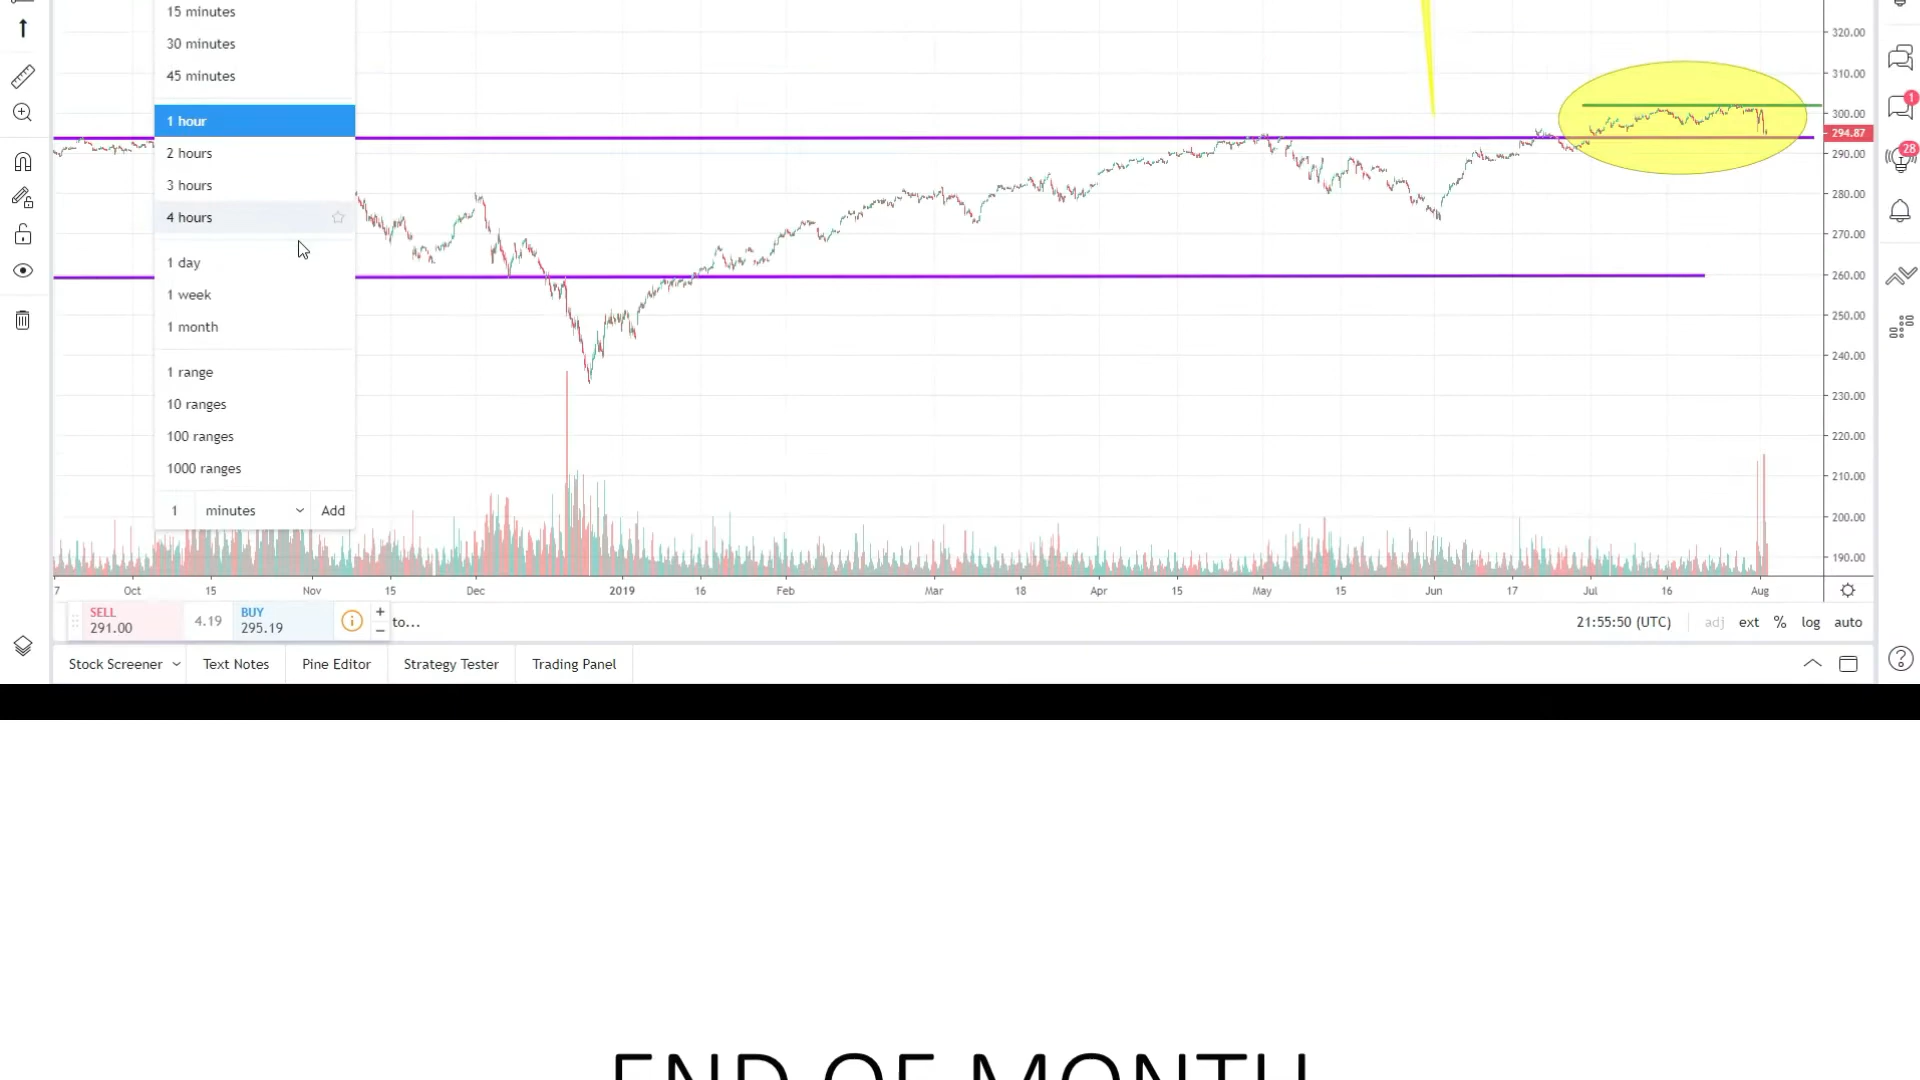 15 minutes
30 minutes
45 minutes
1 hour
2 hours
3 hours
4 hours
1 day
1 week
1 month
1 range
10 ranges
100 ranges
1000 ranges
1 minutes Add
320.00
310.00
300.00
294.87
290.00
280.00
270.00
260.00
250.00
240.00
230.00
220.00
210.00
200.00
190.00
1
28
7 Oct 15 Nov 15 Dec 2019 16 Feb Mar 18 Apr 15 May 15 Jun 17 Jul 16 Aug
SELL
291.00
4.19
BUY
295.19
to...
21:55:50 (UTC) adj ext % log auto
Stock Screener Text Notes Pine Editor Strategy Tester Trading Panel
END OF MONTH